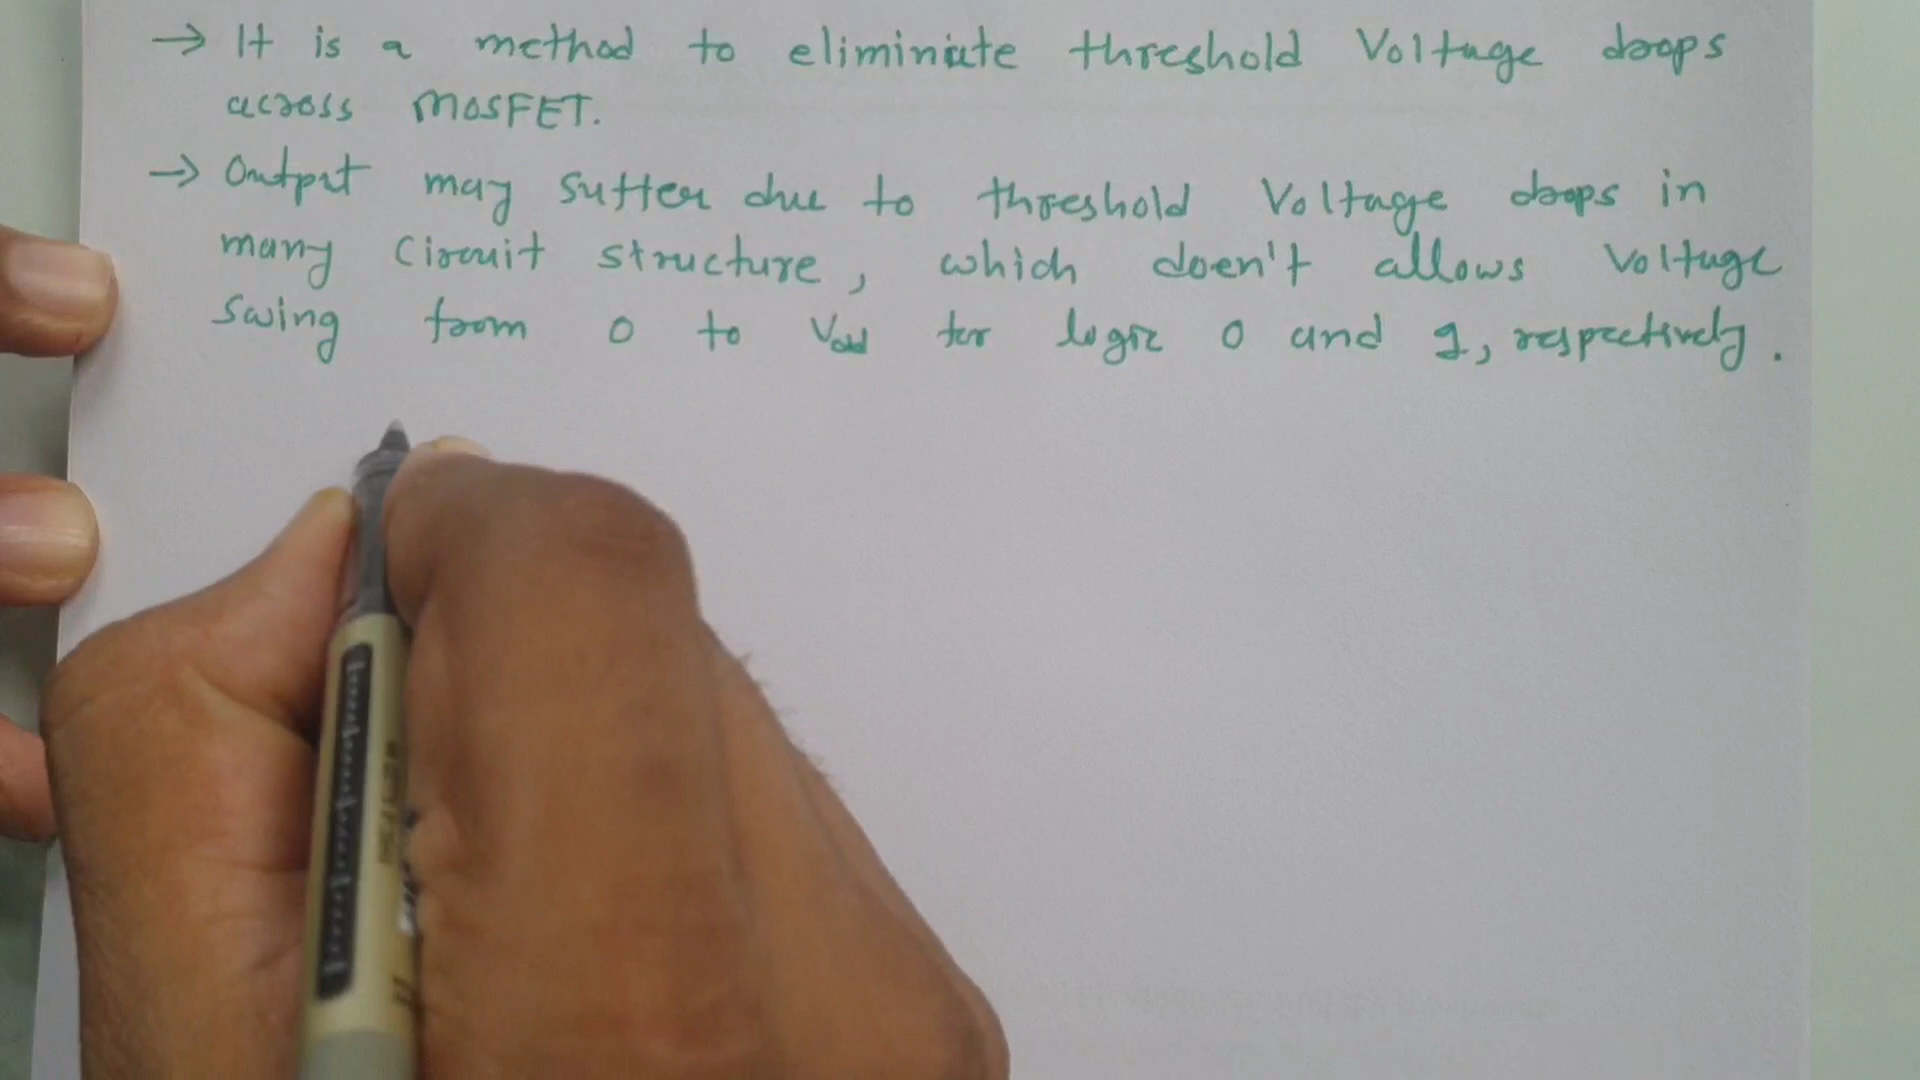 → It is a method to eliminate threshold Voltage drops
across MOSFET.
→ Output may suffer due to threshold Voltage drops in
many Circuit structure, which doen't allows Voltage
swing from 0 to Vdd for logic 0 and 1, respectively.